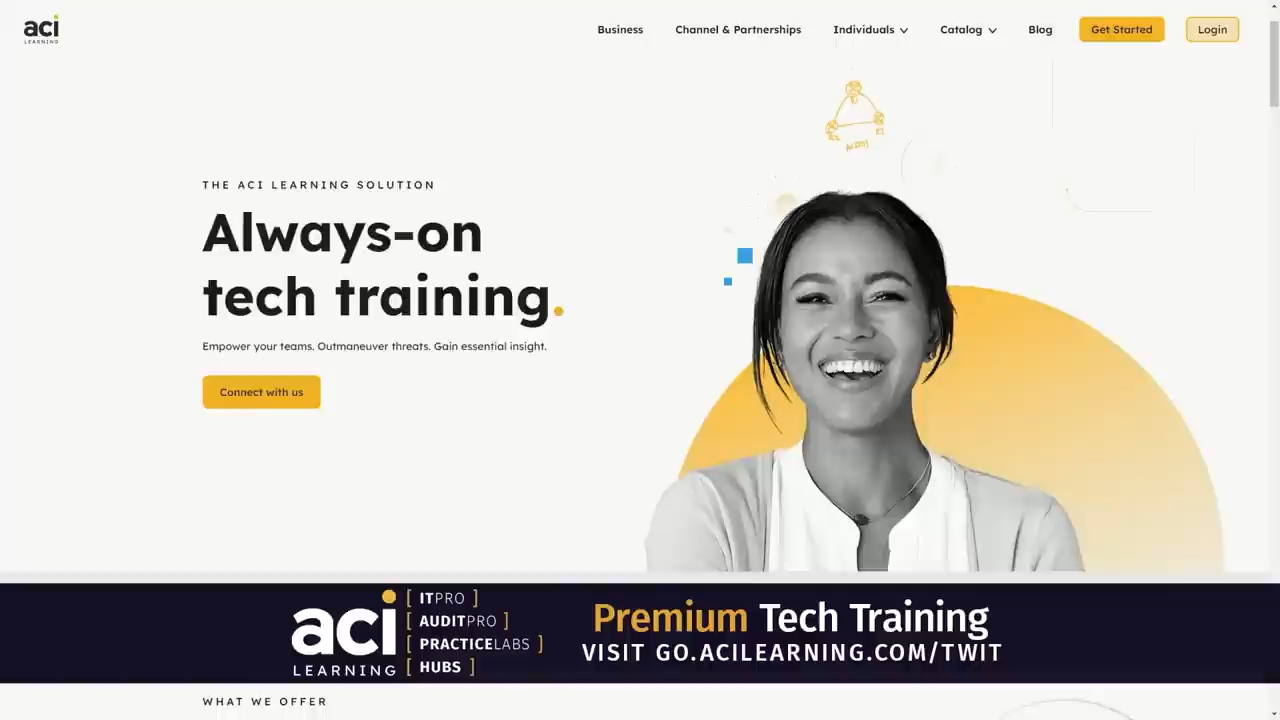 aci
LEARNING
Business
Channel & Partnerships
Individuals
Catalog
Blog
Get Started
Login
THE ACI LEARNING SOLUTION
Always-on
tech training.
Empower your teams. Outmaneuver threats. Gain essential insight.
Connect with us
aci
LEARNING
[ ITPRO ]
[ AUDITPRO ]
[ PRACTICELABS ]
[ HUBS ]
Premium Tech Training
VISIT GO.ACILEARNING.COM/TWIT
WHAT WE OFFER